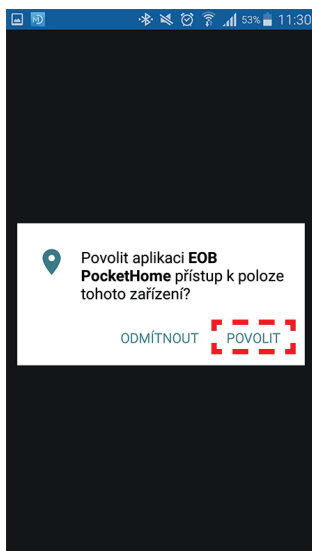 53% 11:30
Povolit aplikaci EOB
PocketHome přístup k poloze
tohoto zařízení?
ODMÍTNOUT POVOLIT